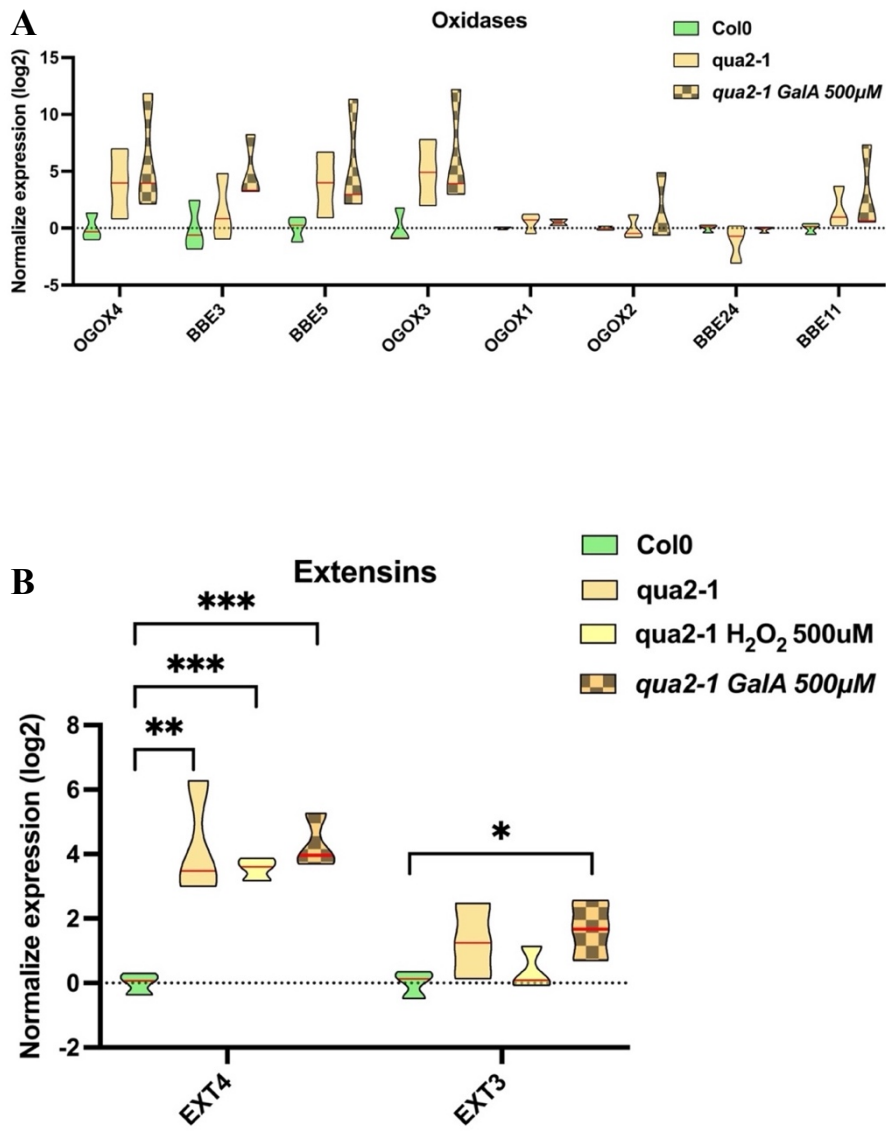 A
Oxidases
Col0
qua2-1
qua2-1 GalA 500µM
Normalize expression (log2)
15
10
5
0
-5
OGOX4
BBE3
BBE5
OGOX3
OGOX1
OGOX2
BBE24
BBE11
B
Extensins
Col0
qua2-1
qua2-1 H₂O₂ 500uM
qua2-1 GalA 500µM
***
***
**
*
Normalize expression (log2)
8
6
4
2
0
-2
EXT4
EXT3